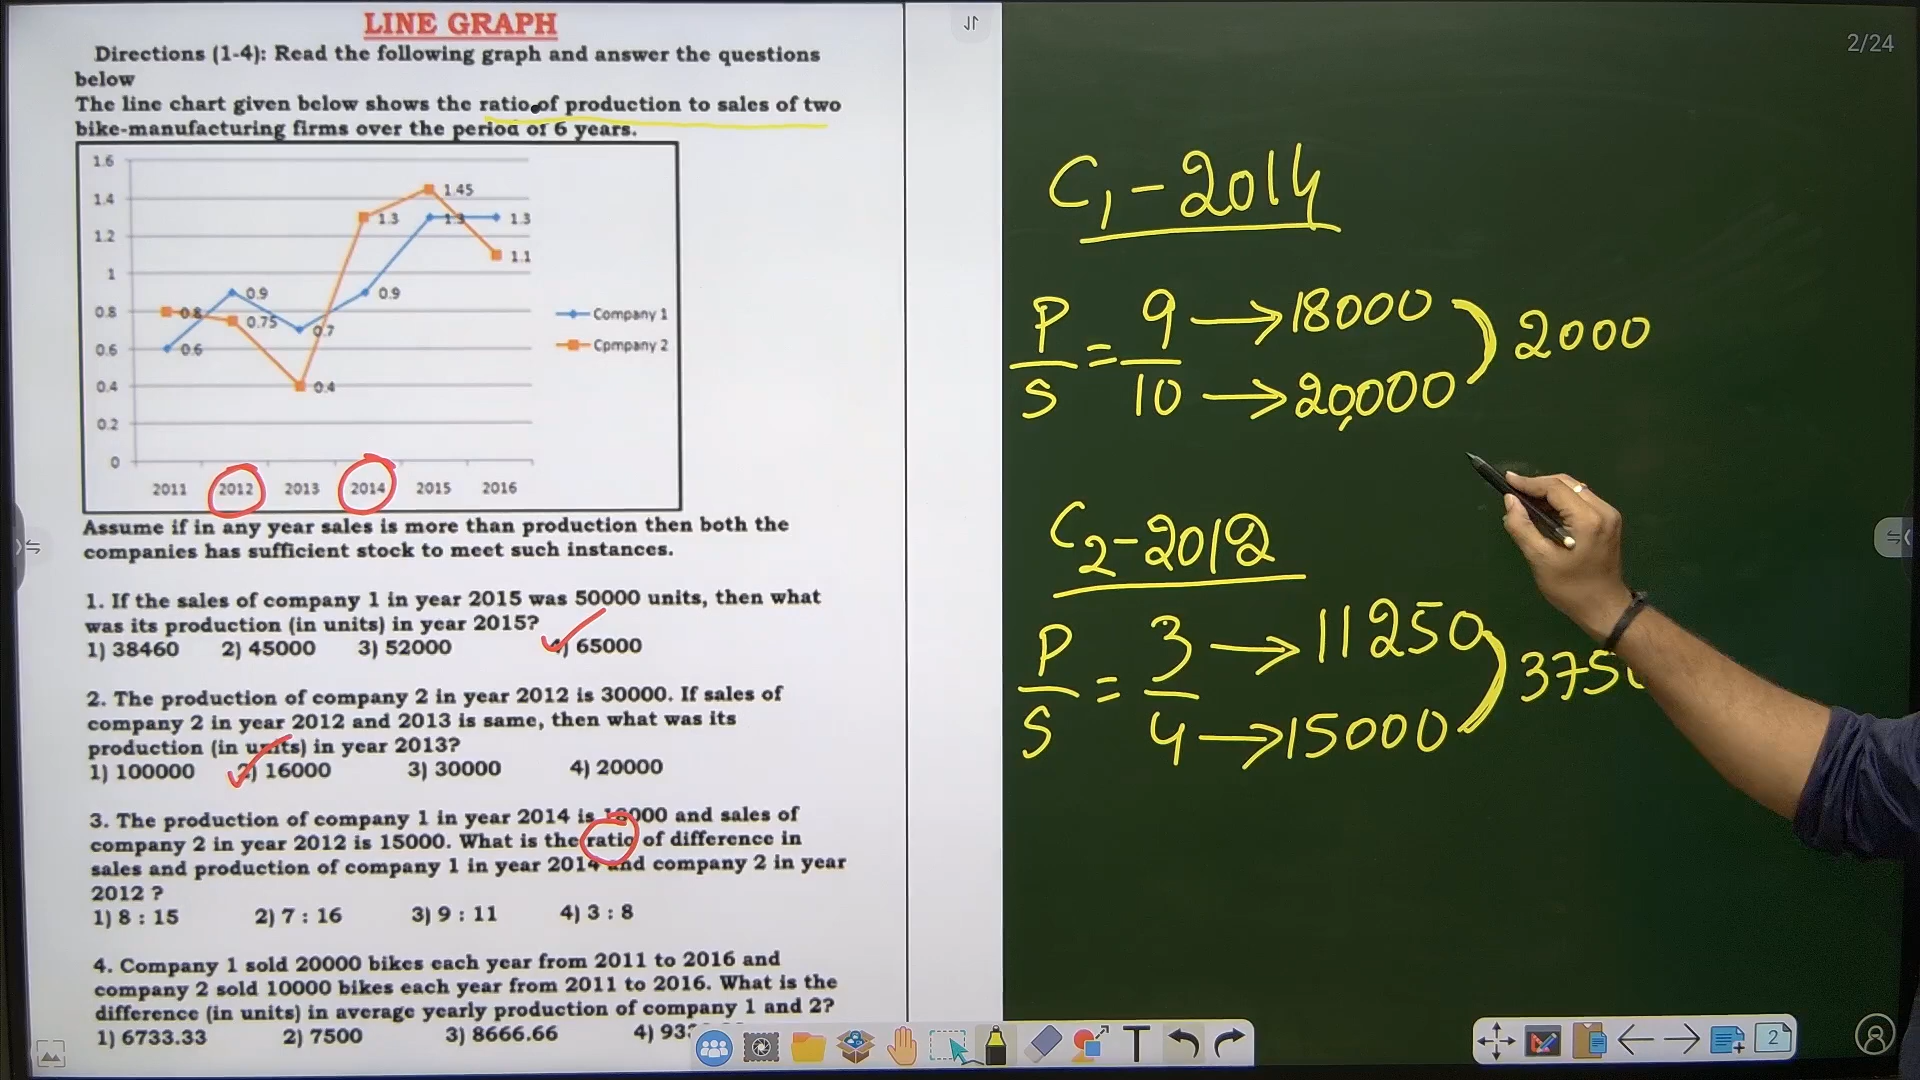 LINE GRAPH
Directions (1-4): Read the following graph and answer the questions
below
The line chart given below shows the ratio of production to sales of two
bike-manufacturing firms over the period of 6 years.
1.6
1.4
1.2
1
0.8
0.6
0.4
0.2
0
0.8
0.6
0.9
0.75
0.7
0.4
1.3
0.9
1.45
1.3
1.3
1.1
Company 1
Cpmpany 2
2011 2012 2013 2014 2015 2016
Assume if in any year sales is more than production then both the
companies has sufficient stock to meet such instances.
1. If the sales of company 1 in year 2015 was 50000 units, then what
was its production (in units) in year 2015?
1) 38460 2) 45000 3) 52000 4) 65000
2. The production of company 2 in year 2012 is 30000. If sales of
company 2 in year 2012 and 2013 is same, then what was its
production (in units) in year 2013?
1) 100000 2) 16000 3) 30000 4) 20000
3. The production of company 1 in year 2014 is 18000 and sales of
company 2 in year 2012 is 15000. What is the ratio of difference in
sales and production of company 1 in year 2014 and company 2 in year
2012 ?
1) 8 : 15 2) 7 : 16 3) 9 : 11 4) 3 : 8
4. Company 1 sold 20000 bikes each year from 2011 to 2016 and
company 2 sold 10000 bikes each year from 2011 to 2016. What is the
difference (in units) in average yearly production of company 1 and 2?
1) 6733.33 2) 7500 3) 8666.66 4)
2/24
C1 - 2014
P/S = 9/10
9 → 18000
10 → 20,000
2000
C2 - 2012
P/S = 3/4
3 → 11250
4 → 15000
T
2